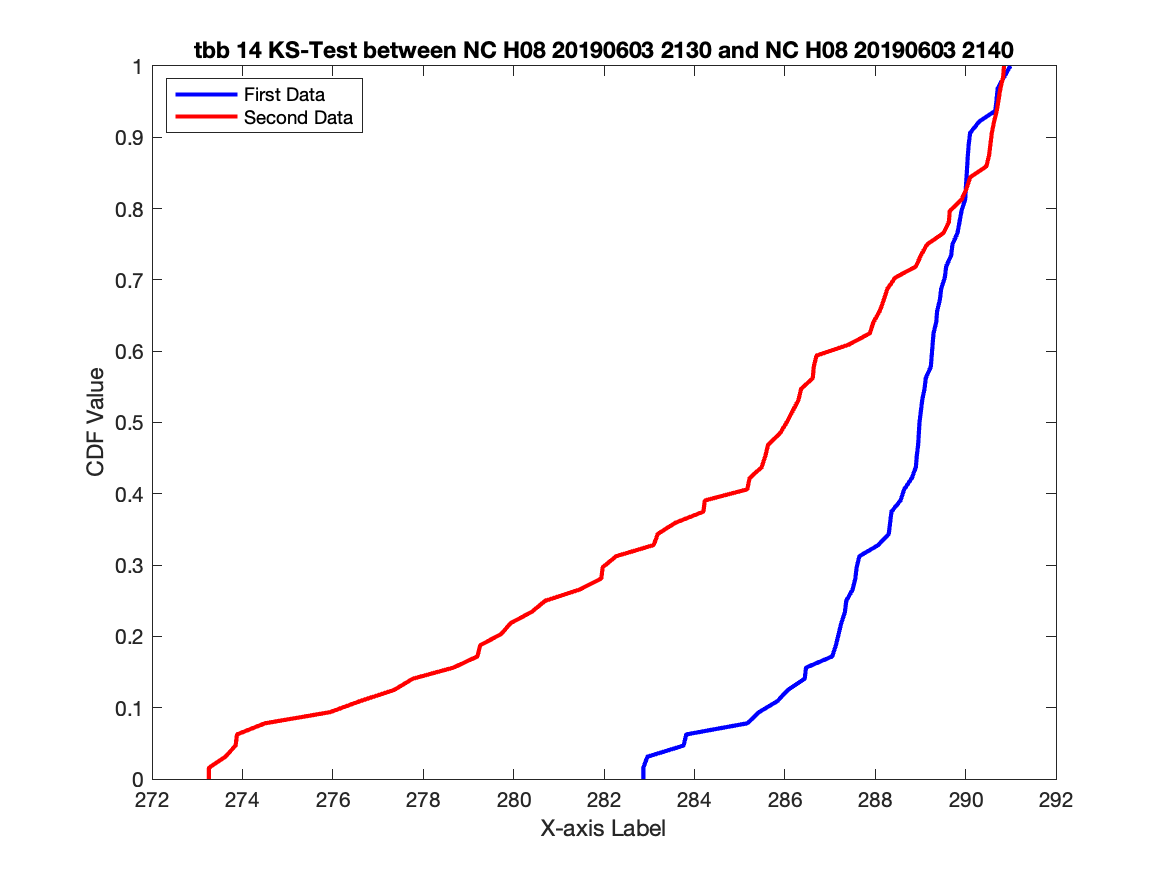 tbb 14 KS-Test between NC H08 20190603 2130 and NC H08 20190603 2140
First Data
Second Data
CDF Value
1
0.9
0.8
0.7
0.6
0.5
0.4
0.3
0.2
0.1
0
272 274 276 278 280 282 284 286 288 290 292
X-axis Label